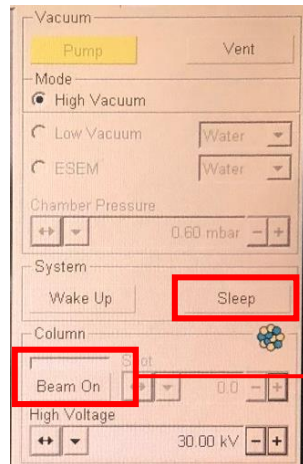 Vacuum
Pump Vent
Mode
High Vacuum
Low Vacuum Water
ESEM Water
Chamber Pressure
0.60 mbar - +
System
Wake Up Sleep
Column
Spot
Beam On 0.0 - +
High Voltage
30.00 kV - +